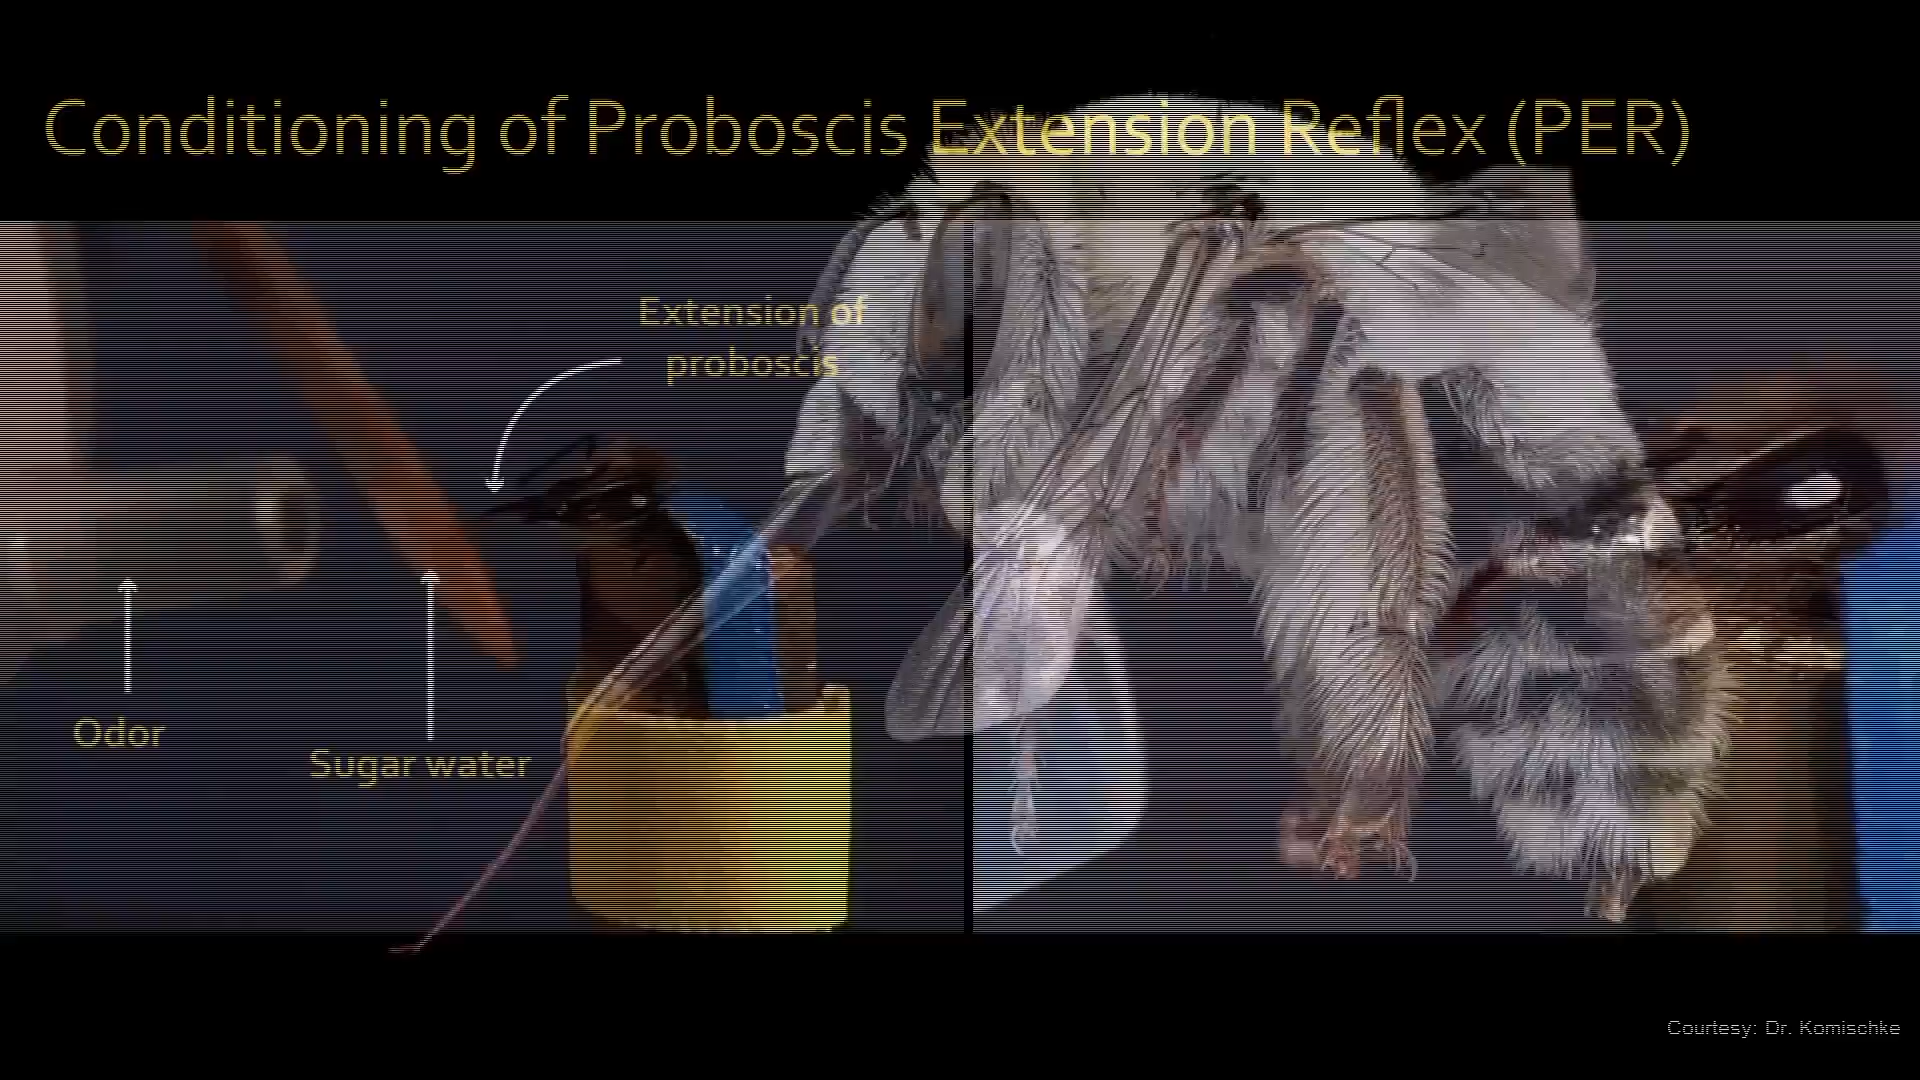 Conditioning of Proboscis Extension Reflex (PER)
Extension of
proboscis
Odor
Sugar water
Courtesy: Dr. Komischke